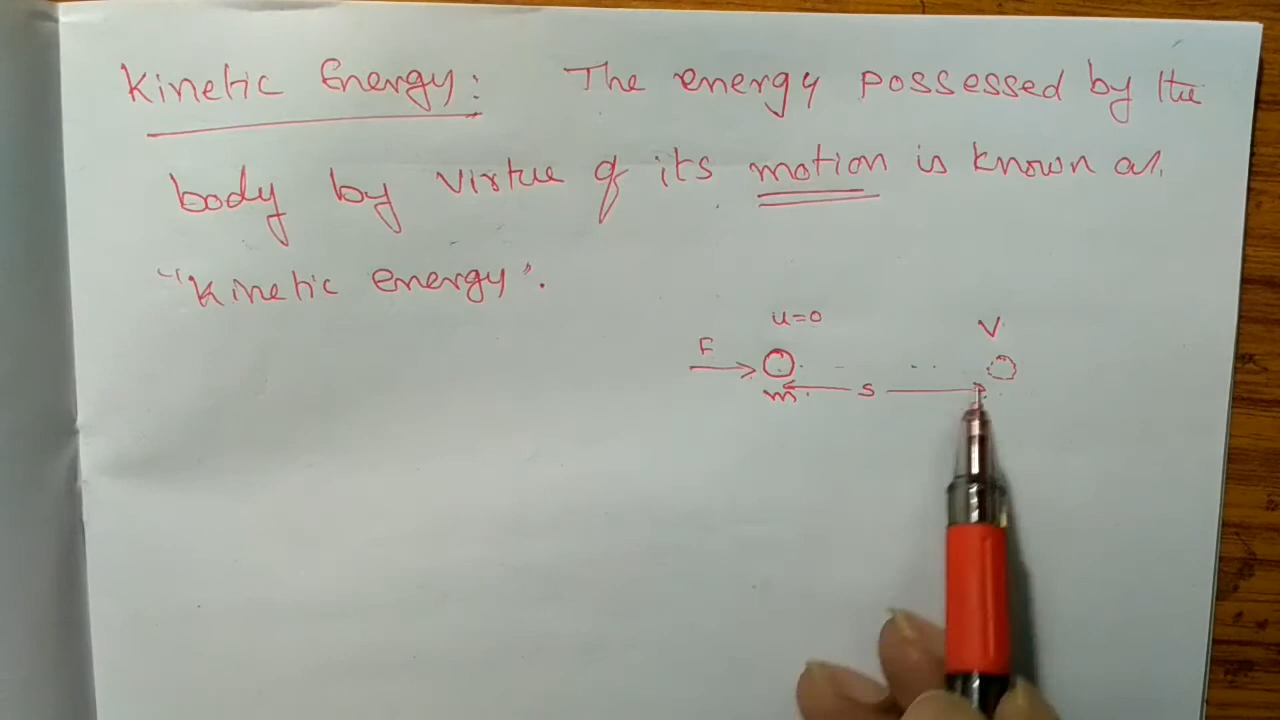 Kinetic Energy: The energy possessed by the
body by virtue of its motion is known as.
"Kinetic energy".
u=0 V
F
m S